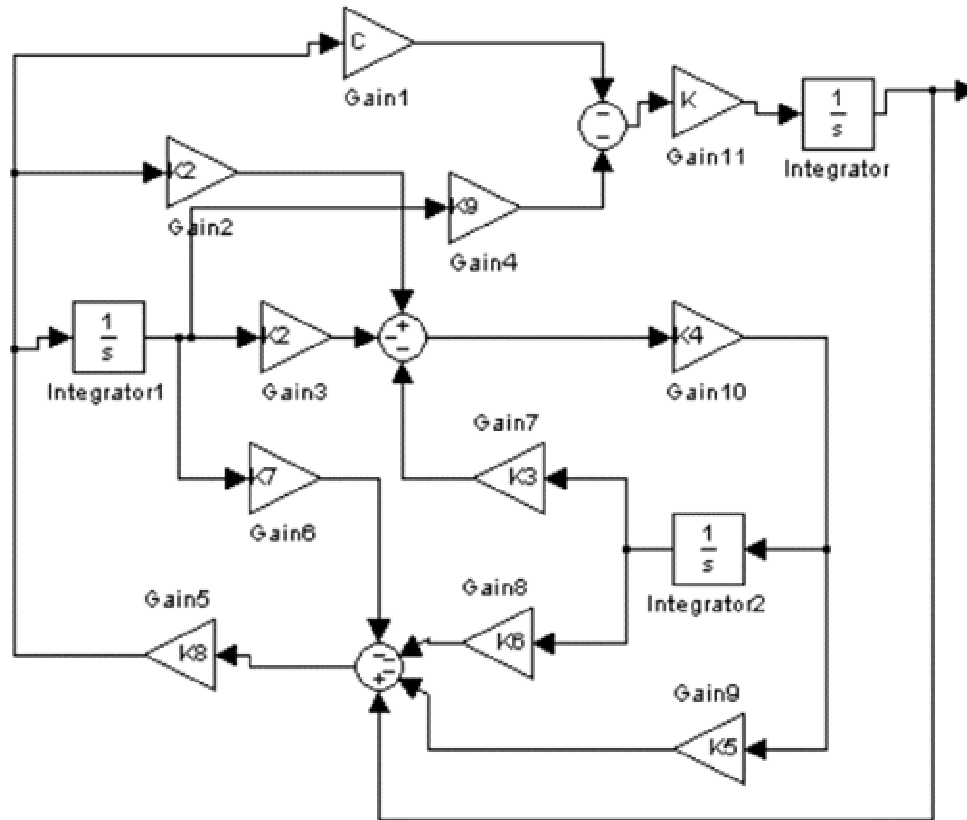 C
Gain1
K
Gain11
1
s
Integrator
K2
Gain2
K9
Gain4
1
s
Integrator1
K2
Gain3
K4
Gain10
Gain7
K3
K7
Gain6
1
s
Integrator2
Gain5
K8
Gain8
K6
Gain9
K5